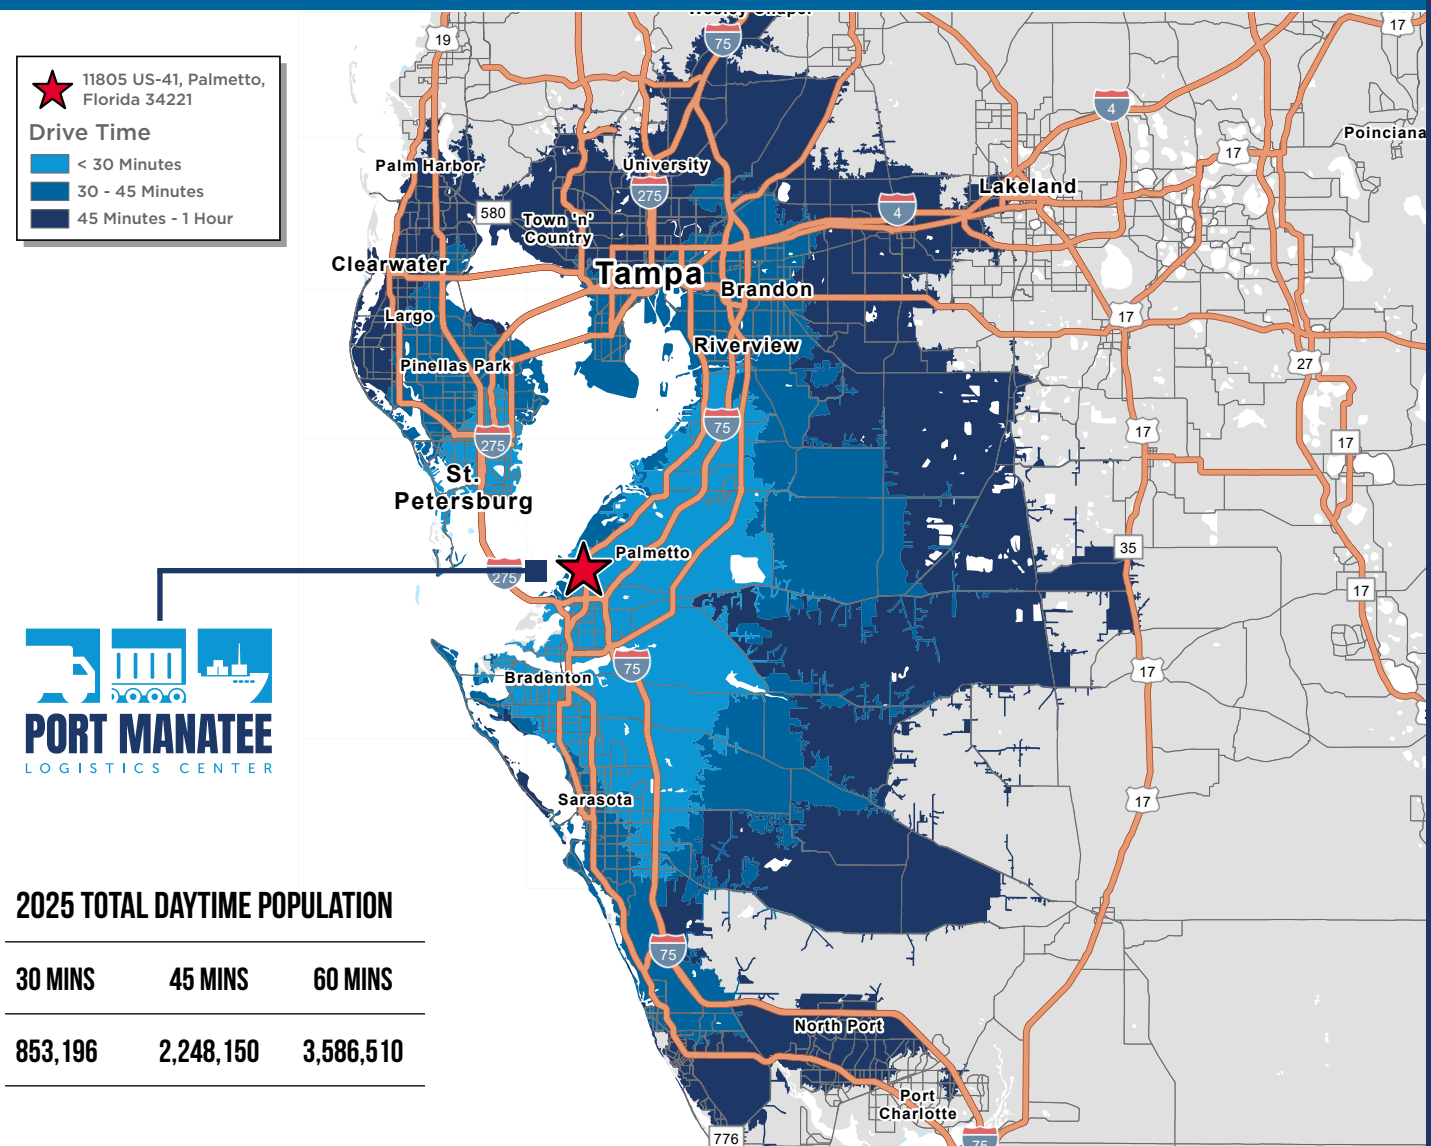 Wesley Chapel
19
75
17
11805 US-41, Palmetto,
Florida 34221
Drive Time
< 30 Minutes
30 - 45 Minutes
45 Minutes - 1 Hour
4
Poinciana
17
Palm Harbor
University
275
Lakeland
580
Town 'n'
Country
4
Clearwater
Tampa
Brandon
Largo
17
Riverview
Pinellas Park
27
75
17
17
275
St.
Petersburg
35
Palmetto
275
17
PORT MANATEE
LOGISTICS CENTER
75
Bradenton
17
Sarasota
17
2025 TOTAL DAYTIME POPULATION
30 MINS 45 MINS 60 MINS
853,196 2,248,150 3,586,510
75
North Port
Port
Charlotte
776
75